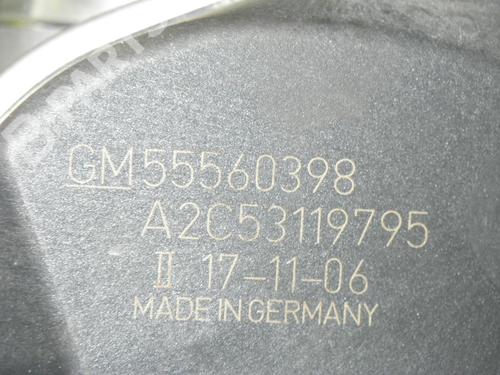 GM55560398
A2C53119795
II 17-11-06
MADE IN GERMANY